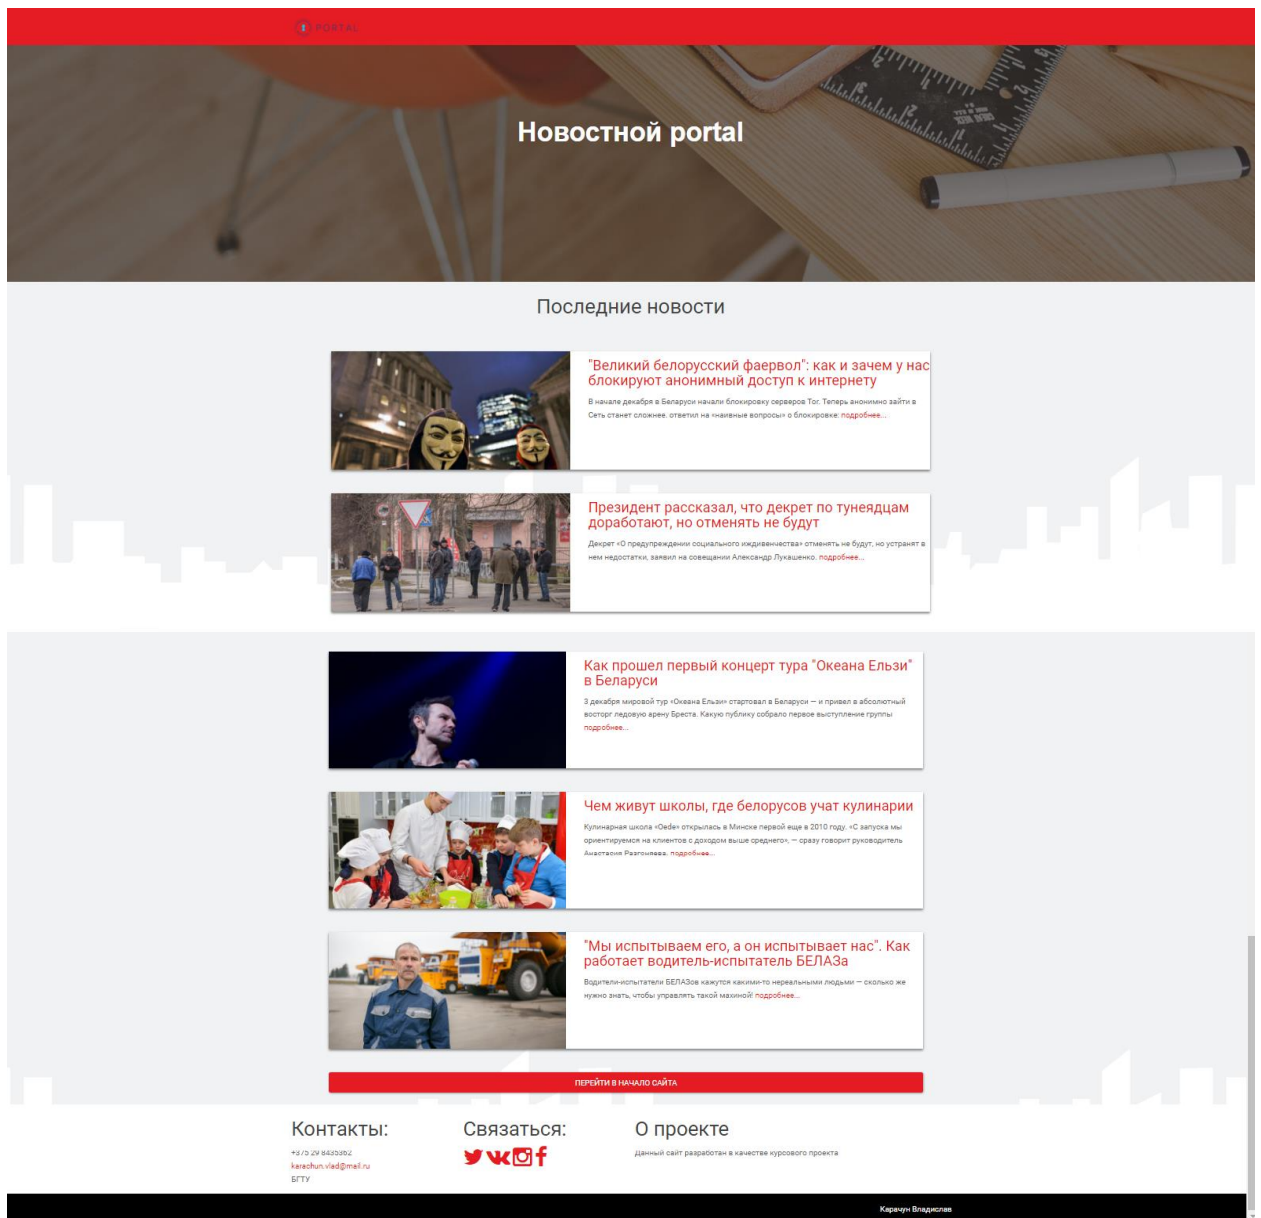 PORTAL
Новостной portal
Последние новости
"Великий белорусский фаервол": как и зачем у нас
блокируют анонимный доступ к интернету
В начале декабря в Беларуси начали блокировку серверов Tor. Теперь анонимно зайти в
Сеть станет сложнее. ответил на «наивные вопросы» о блокировке: подробнее...
Президент рассказал, что декрет по тунеядцам
доработают, но отменять не будут
Декрет «О предупреждении социального иждивенчества» отменять не будут, но устранят в
нем недостатки, заявил на совещании Александр Лукашенко. подробнее...
Как прошел первый концерт тура "Океана Ельзи"
в Беларуси
3 декабря мировой тур «Океана Ельзи» стартовал в Беларуси — и привел в абсолютный
восторг ледовую арену Бреста. Какую публику собрало первое выступление группы
подробнее...
Чем живут школы, где белорусов учат кулинарии
Кулинарная школа «Oede» открылась в Минске первой еще в 2010 году. «С запуска мы
ориентируемся на клиентов с доходом выше среднего», — сразу говорит руководитель
Анастасия Разгоняева. подробнее...
"Мы испытываем его, а он испытывает нас". Как
работает водитель-испытатель БЕЛАЗа
Водители-испытатели БЕЛАЗов кажутся какими-то нереальными людьми — сколько же
нужно знать, чтобы управлять такой махиной! подробнее...
ПЕРЕЙТИ В НАЧАЛО САЙТА
Контакты:
+375 29 8435362
karachun.vlad@mail.ru
БГТУ
Связаться:
О проекте
Данный сайт разработан в качестве курсового проекта
Карачун Владислав